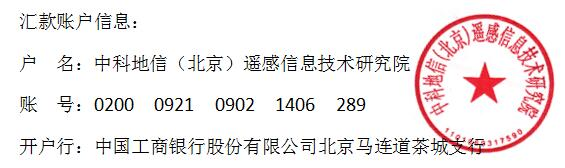 汇款账户信息：
户　名：中科地信（北京）遥感信息技术研究院
账　号：0200　0921　0902　1406　289
开户行：中国工商银行股份有限公司北京马连道茶城支行
中科地信（北京）遥感信息技术研究院